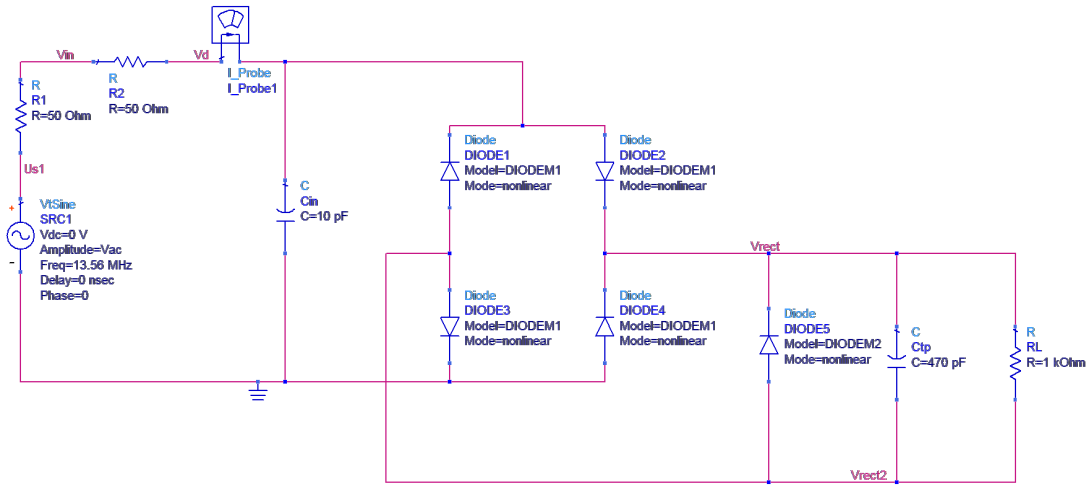 Vin
Vd
I_Probe
I_Probe1
R
R1
R=50 Ohm
R
R2
R=50 Ohm
Us1
VtSine
SRC1
Vdc=0 V
Amplitude=Vac
Freq=13.56 MHz
Delay=0 nsec
Phase=0
+
-
C
Cin
C=10 pF
Diode
DIODE1
Model=DIODEM1
Mode=nonlinear
Diode
DIODE2
Model=DIODEM1
Mode=nonlinear
Diode
DIODE3
Model=DIODEM1
Mode=nonlinear
Diode
DIODE4
Model=DIODEM1
Mode=nonlinear
Vrect
Diode
DIODE5
Model=DIODEM2
Mode=nonlinear
C
Ctp
C=470 pF
R
RL
R=1 kOhm
Vrect2